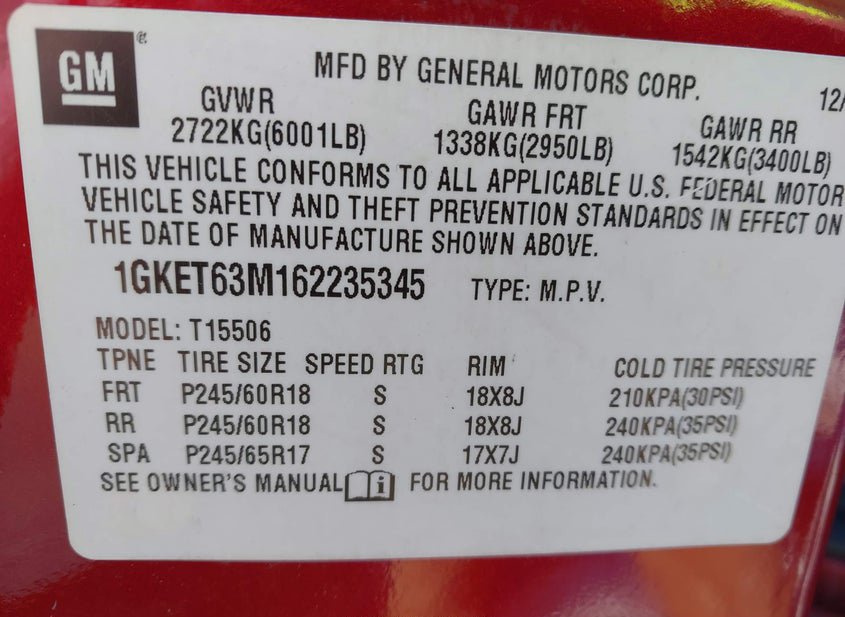 GM ®
MFD BY GENERAL MOTORS CORP. 12/
GVWR GAWR FRT GAWR RR
2722KG(6001LB) 1338KG(2950LB) 1542KG(3400LB)
THIS VEHICLE CONFORMS TO ALL APPLICABLE U.S. FEDERAL MOTOR
VEHICLE SAFETY AND THEFT PREVENTION STANDARDS IN EFFECT ON
THE DATE OF MANUFACTURE SHOWN ABOVE.
1GKET63M162235345 TYPE: M.P.V.
MODEL: T15506
TPNE TIRE SIZE SPEED RTG RIM COLD TIRE PRESSURE
FRT P245/60R18 S 18X8J 210KPA(30PSI)
RR P245/60R18 S 18X8J 240KPA(35PSI)
SPA P245/65R17 S 17X7J 240KPA(35PSI)
SEE OWNER'S MANUAL i FOR MORE INFORMATION.